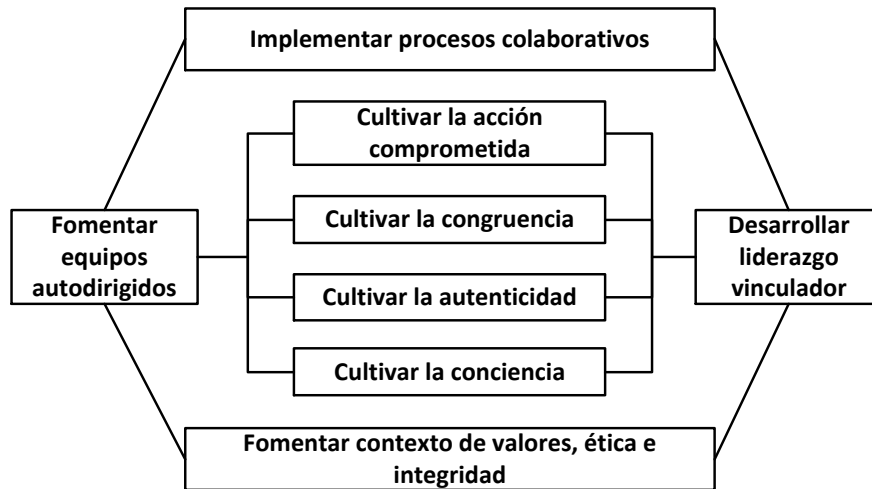 Implementar procesos colaborativos
Cultivar la acción
comprometida
Cultivar la congruencia
Fomentar
equipos
autodirigidos
Desarrollar
liderazgo
vinculador
Cultivar la autenticidad
Cultivar la conciencia
Fomentar contexto de valores, ética e
integridad